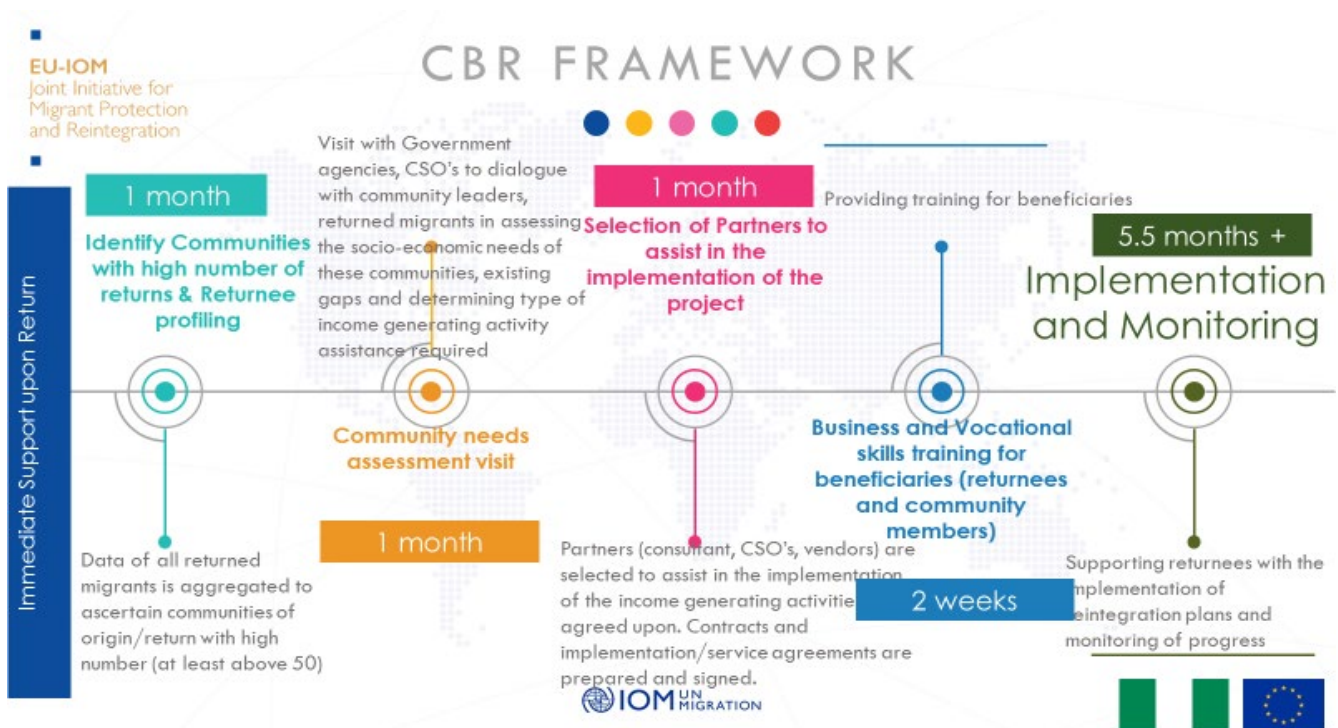 EU-IOM
Joint Initiative for
Migrant Protection
and Reintegration
CBR FRAMEWORK
Immediate Support upon Return
1 month
Identify Communities
with high number of
returns & Returnee
profiling
Data of all returned
migrants is aggregated to
ascertain communities of
origin/return with high
number (at least above 50)
Visit with Government
agencies, CSO's to dialogue
with community leaders,
returned migrants in assessing
the socio-economic needs of
these communities, existing
gaps and determining type of
income generating activity
assistance required
Community needs
assessment visit
1 month
1 month
Selection of Partners to
assist in the
implementation of the
project
Partners (consultant, CSO's, vendors) are
selected to assist in the implementation
of the income generating activitie
agreed upon. Contracts and
implementation/service agreements are
prepared and signed.
Providing training for beneficiaries
Business and Vocational
skills training for
beneficiaries (returnees
and community
members)
2 weeks
5.5 months +
Implementation
and Monitoring
Supporting returnees with the
implementation of
reintegration plans and
monitoring of progress
IOM UN MIGRATION